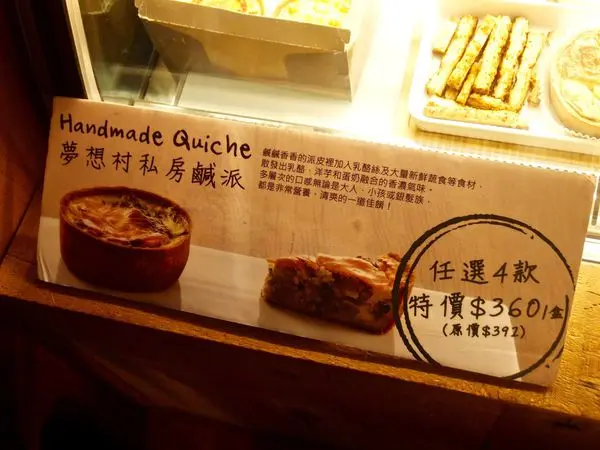 Handmade Quiche
夢想村私房鹹派
鹹鹹香香的派皮裡加入乳酪絲及大量新鮮蔬食等食材，
散發出乳酪、洋芋和蛋奶融合的香濃氣味，
多層次的口感無論是大人、小孩或銀髮族，
都是非常營養、清爽的一道佳餚！
任選4款
特價$360/盒
(原價$392)